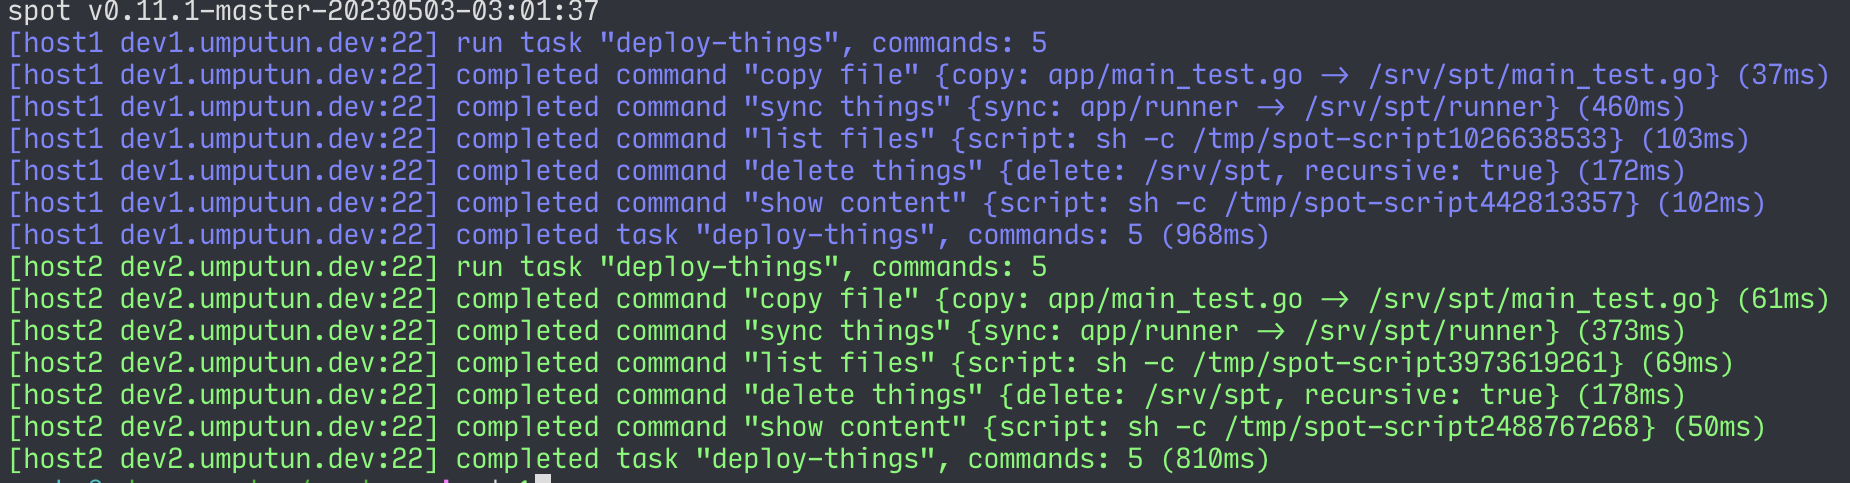 spot v0.11.1-master-20230503-03:01:37
[host1 dev1.umputun.dev:22] run task "deploy-things", commands: 5
[host1 dev1.umputun.dev:22] completed command "copy file" {copy: app/main_test.go -> /srv/spt/main_test.go} (37ms)
[host1 dev1.umputun.dev:22] completed command "sync things" {sync: app/runner -> /srv/spt/runner} (460ms)
[host1 dev1.umputun.dev:22] completed command "list files" {script: sh -c /tmp/spot-script1026638533} (103ms)
[host1 dev1.umputun.dev:22] completed command "delete things" {delete: /srv/spt, recursive: true} (172ms)
[host1 dev1.umputun.dev:22] completed command "show content" {script: sh -c /tmp/spot-script442813357} (102ms)
[host1 dev1.umputun.dev:22] completed task "deploy-things", commands: 5 (968ms)
[host2 dev2.umputun.dev:22] run task "deploy-things", commands: 5
[host2 dev2.umputun.dev:22] completed command "copy file" {copy: app/main_test.go -> /srv/spt/main_test.go} (61ms)
[host2 dev2.umputun.dev:22] completed command "sync things" {sync: app/runner -> /srv/spt/runner} (373ms)
[host2 dev2.umputun.dev:22] completed command "list files" {script: sh -c /tmp/spot-script3973619261} (69ms)
[host2 dev2.umputun.dev:22] completed command "delete things" {delete: /srv/spt, recursive: true} (178ms)
[host2 dev2.umputun.dev:22] completed command "show content" {script: sh -c /tmp/spot-script2488767268} (50ms)
[host2 dev2.umputun.dev:22] completed task "deploy-things", commands: 5 (810ms)